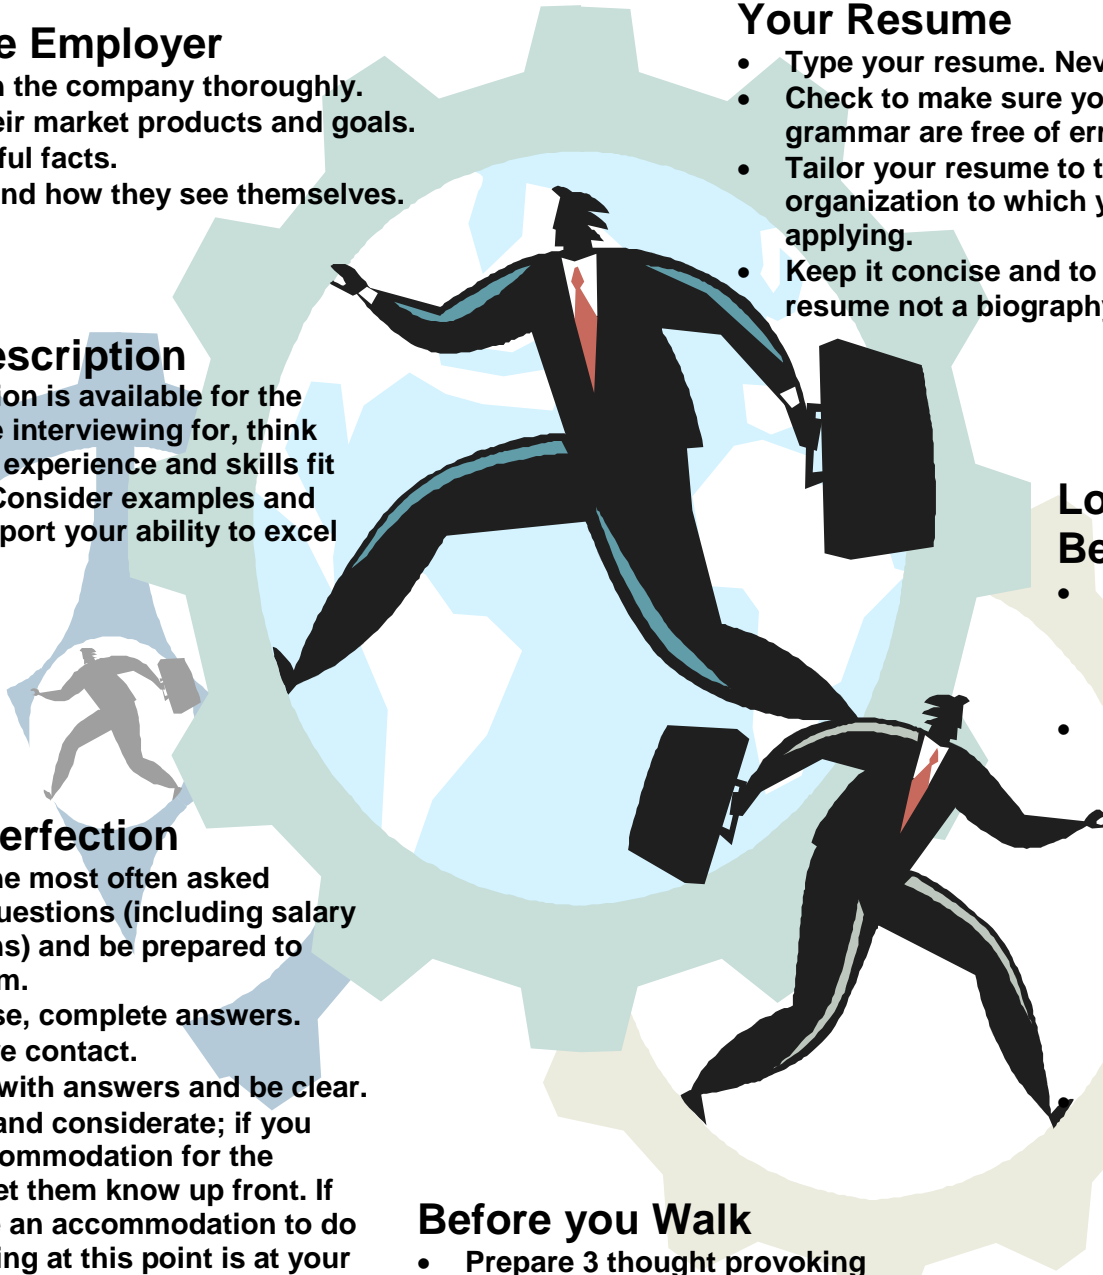 e Employer
the company thoroughly.
eir market products and goals.
ful facts.
nd how they see themselves.
Your Resume
• Type your resume. Nev
• Check to make sure yo
grammar are free of err
• Tailor your resume to t
organization to which y
applying.
• Keep it concise and to
resume not a biography
escription
ion is available for the
e interviewing for, think
experience and skills fit
Consider examples and
port your ability to excel
Lo
Be
•
•
erfection
he most often asked
uestions (including salary
ns) and be prepared to
m.
se, complete answers.
ye contact.
with answers and be clear.
and considerate; if you
commodation for the
et them know up front. If
an accommodation to do
ing at this point is at your
Before you Walk
• Prepare 3 thought provoking